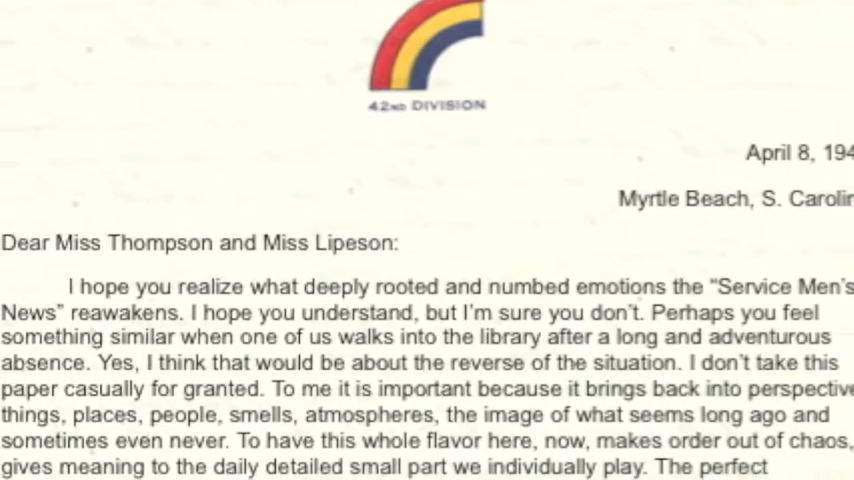 42ND DIVISION
April 8, 194
Myrtle Beach, S. Carolin
Dear Miss Thompson and Miss Lipeson:
I hope you realize what deeply rooted and numbed emotions the “Service Men’s
News” reawakens. I hope you understand, but I’m sure you don’t. Perhaps you feel
something similar when one of us walks into the library after a long and adventurous
absence. Yes, I think that would be about the reverse of the situation. I don’t take this
paper casually for granted. To me it is important because it brings back into perspective
things, places, people, smells, atmospheres, the image of what seems long ago and
sometimes even never. To have this whole flavor here, now, makes order out of chaos,
gives meaning to the daily detailed small part we individually play. The perfect